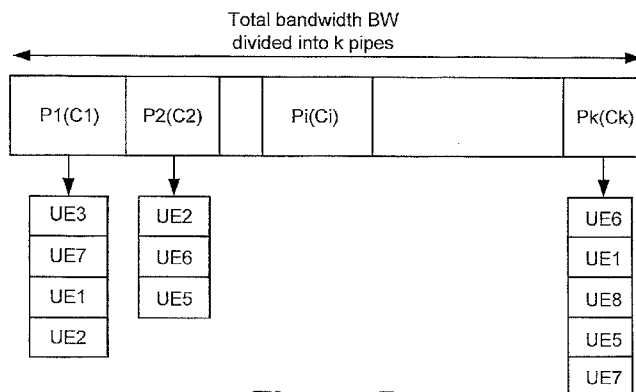 Total bandwidth BW
divided into k pipes
P1(C1) P2(C2) Pi(Ci) Pk(Ck)
UE3 UE2 UE6
UE7 UE6 UE1
UE1 UE5 UE8
UE2 UE5
UE7